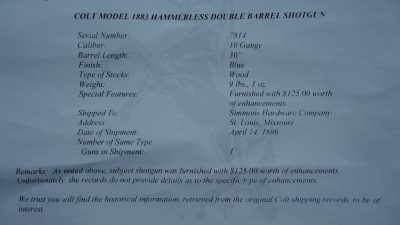 COLT MODEL 1883 HAMMERLESS DOUBLE BARREL SHOTGUN
Serial Number: 7814
Caliber: 10 Gauge
Barrel Length: 30"
Finish: Blue
Type of Stocks: Wood
Weight: 9 lbs., 1 oz.
Special Features: Furnished with $125.00 worth
of enhancements.
Shipped To: Simmons Hardware Company
Address: St. Louis, Missouri
Date of Shipment: April 14, 1896
Number of Same Type
Guns in Shipment: 1
Remarks: As noted above, subject shotgun was furnished with $125.00 worth of enhancements.
Unfortunately, the records do not provide details as to the specific type of enhancements.
We trust you will find the historical information, retrieved from the original Colt shipping records, to be of
interest.